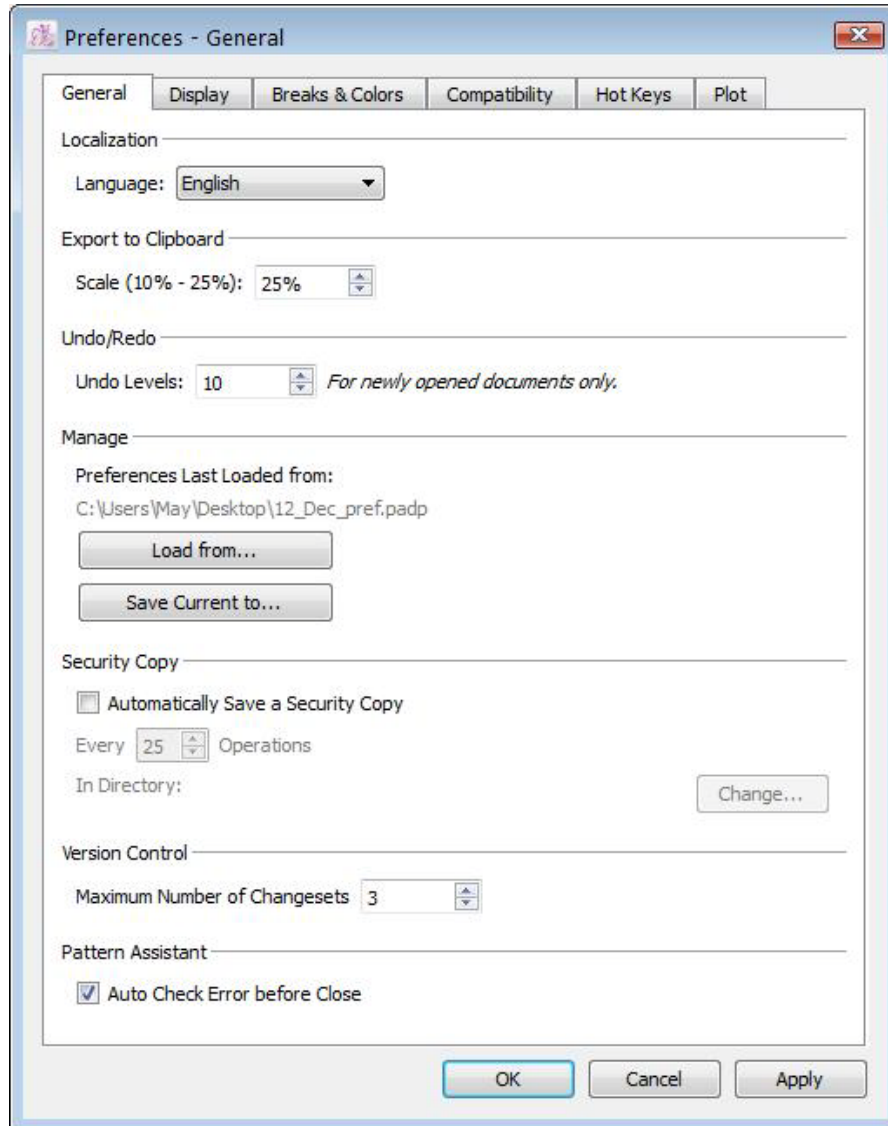 Preferences - General
General Display Breaks & Colors Compatibility Hot Keys Plot
Localization
Language: English
Export to Clipboard
Scale (10% - 25%): 25%
Undo/Redo
Undo Levels: 10 For newly opened documents only.
Manage
Preferences Last Loaded from:
C:\Users\May\Desktop\12_Dec_pref.padp
Load from...
Save Current to...
Security Copy
Automatically Save a Security Copy
Every 25 Operations
In Directory:
Change...
Version Control
Maximum Number of Changesets 3
Pattern Assistant
Auto Check Error before Close
OK Cancel Apply